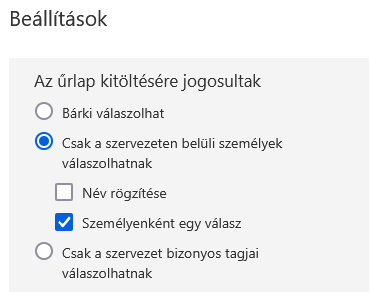 Beállítások
Az űrlap kitöltésére jogosultak
Bárki válaszolhat
Csak a szervezeten belüli személyek
válaszolhatnak
Név rögzítése
Személyenként egy válasz
Csak a szervezet bizonyos tagjai
válaszolhatnak